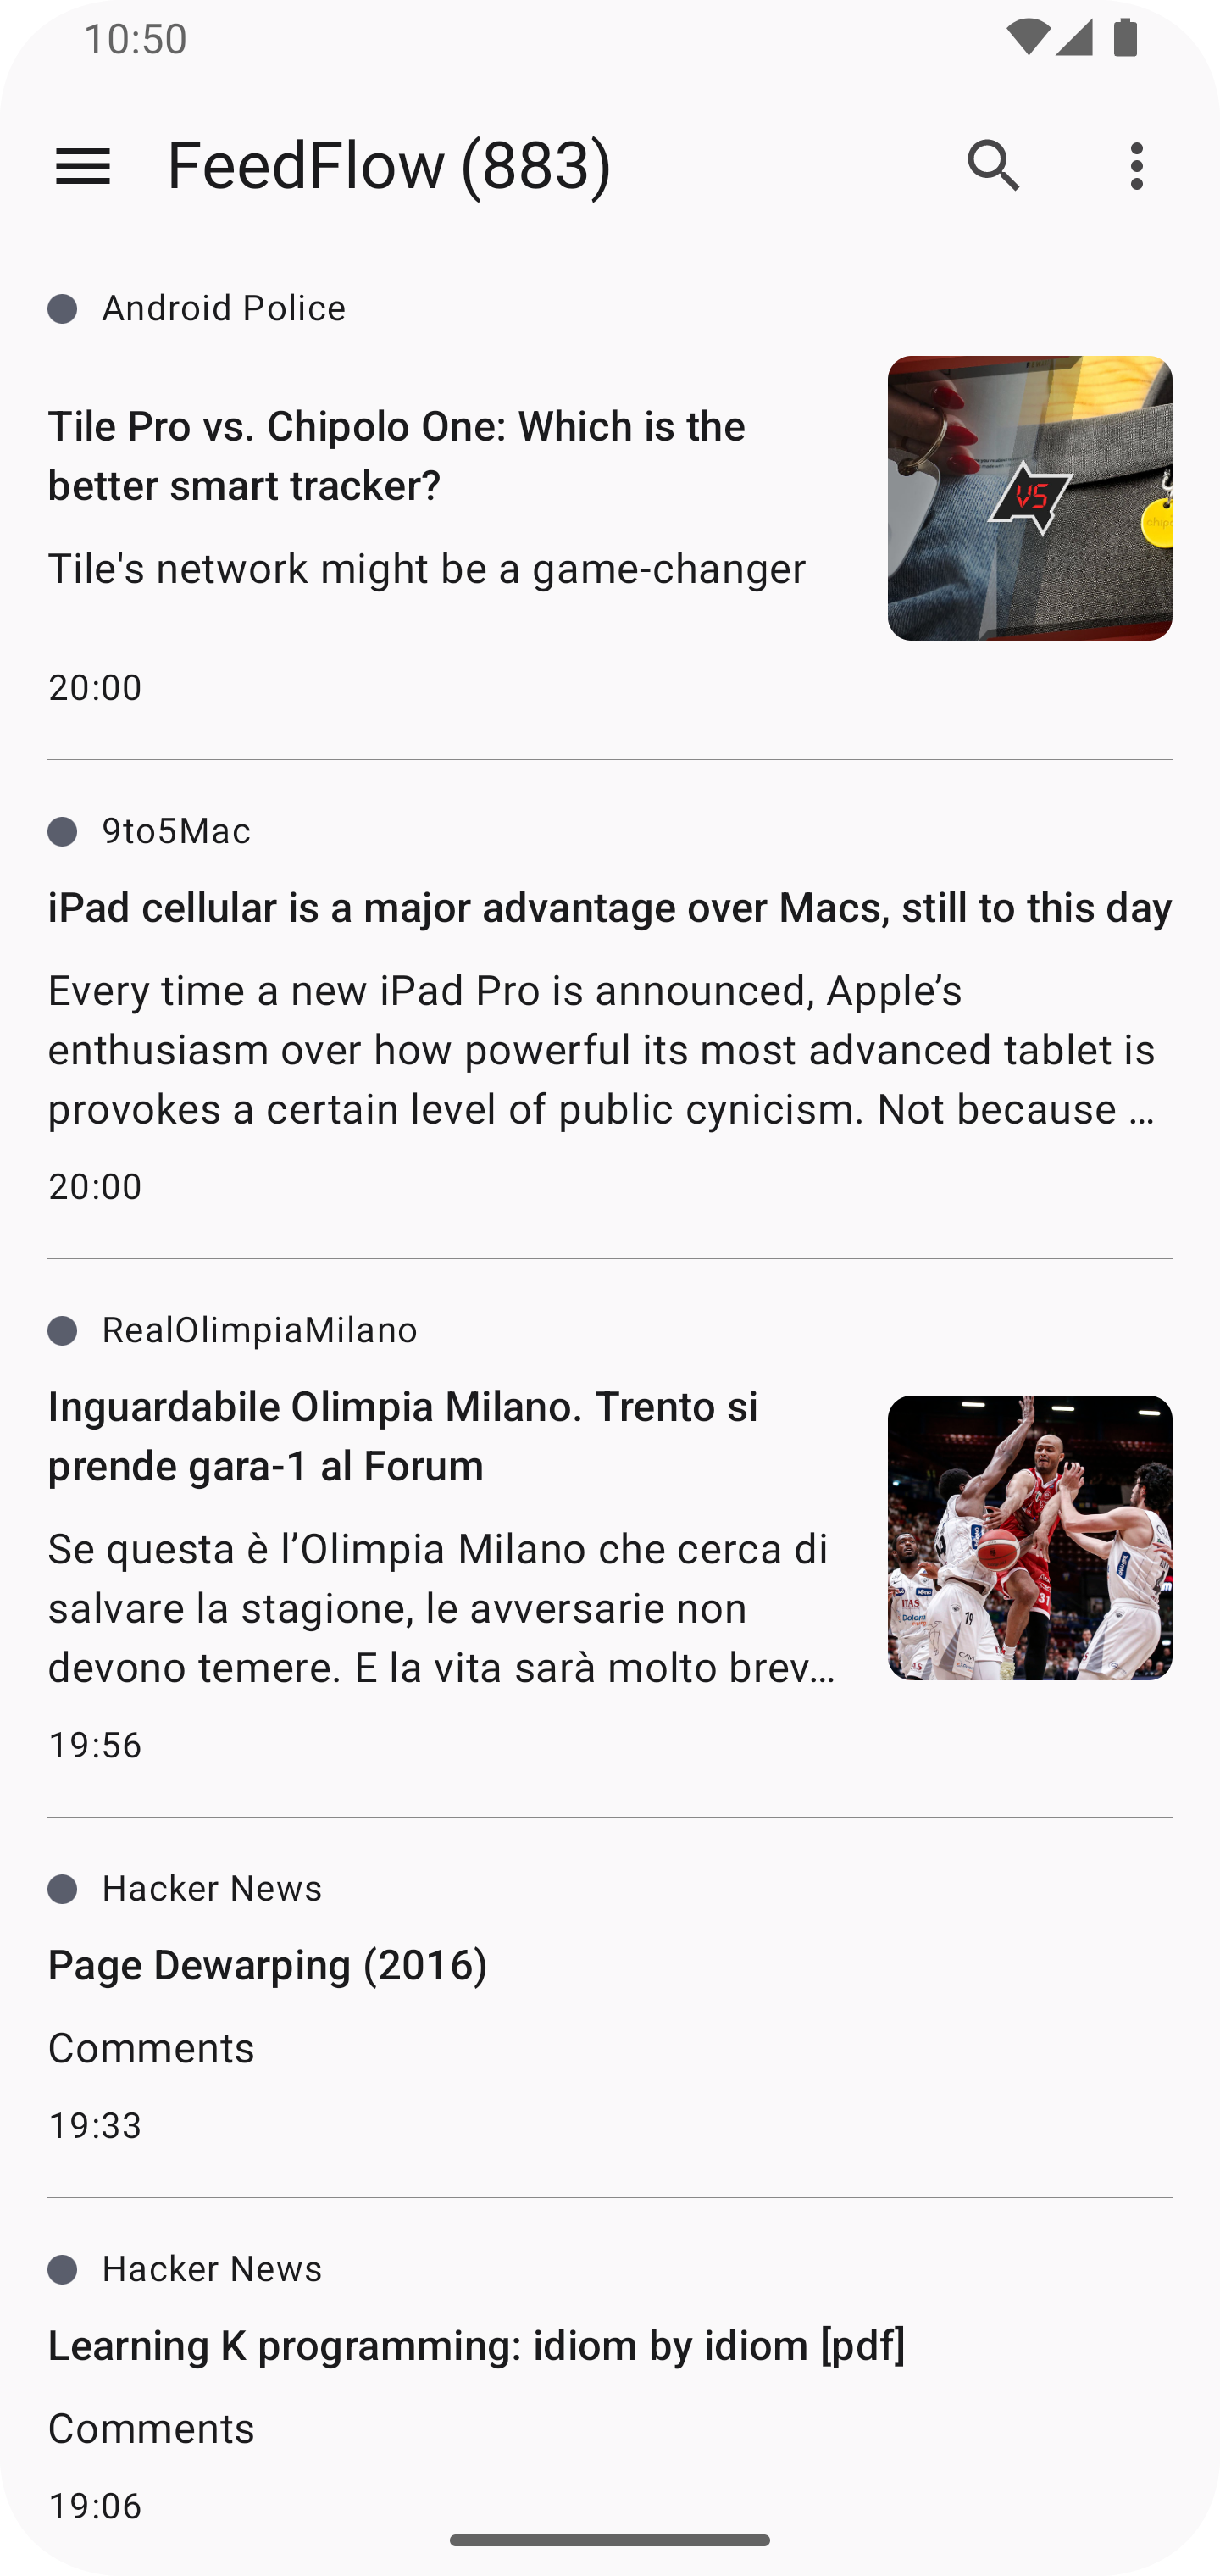 10:50
FeedFlow (883)
Android Police
Tile Pro vs. Chipolo One: Which is the
better smart tracker?
Tile's network might be a game-changer
VS
chip
20:00
9to5Mac
iPad cellular is a major advantage over Macs, still to this day
Every time a new iPad Pro is announced, Apple’s
enthusiasm over how powerful its most advanced tablet is
provokes a certain level of public cynicism. Not because …
20:00
RealOlimpiaMilano
Inguardabile Olimpia Milano. Trento si
prende gara-1 al Forum
Se questa è l’Olimpia Milano che cerca di
salvare la stagione, le avversarie non
devono temere. E la vita sarà molto brev…
ITAS
Dolom
19
31
19:56
Hacker News
Page Dewarping (2016)
Comments
19:33
Hacker News
Learning K programming: idiom by idiom [pdf]
Comments
19:06